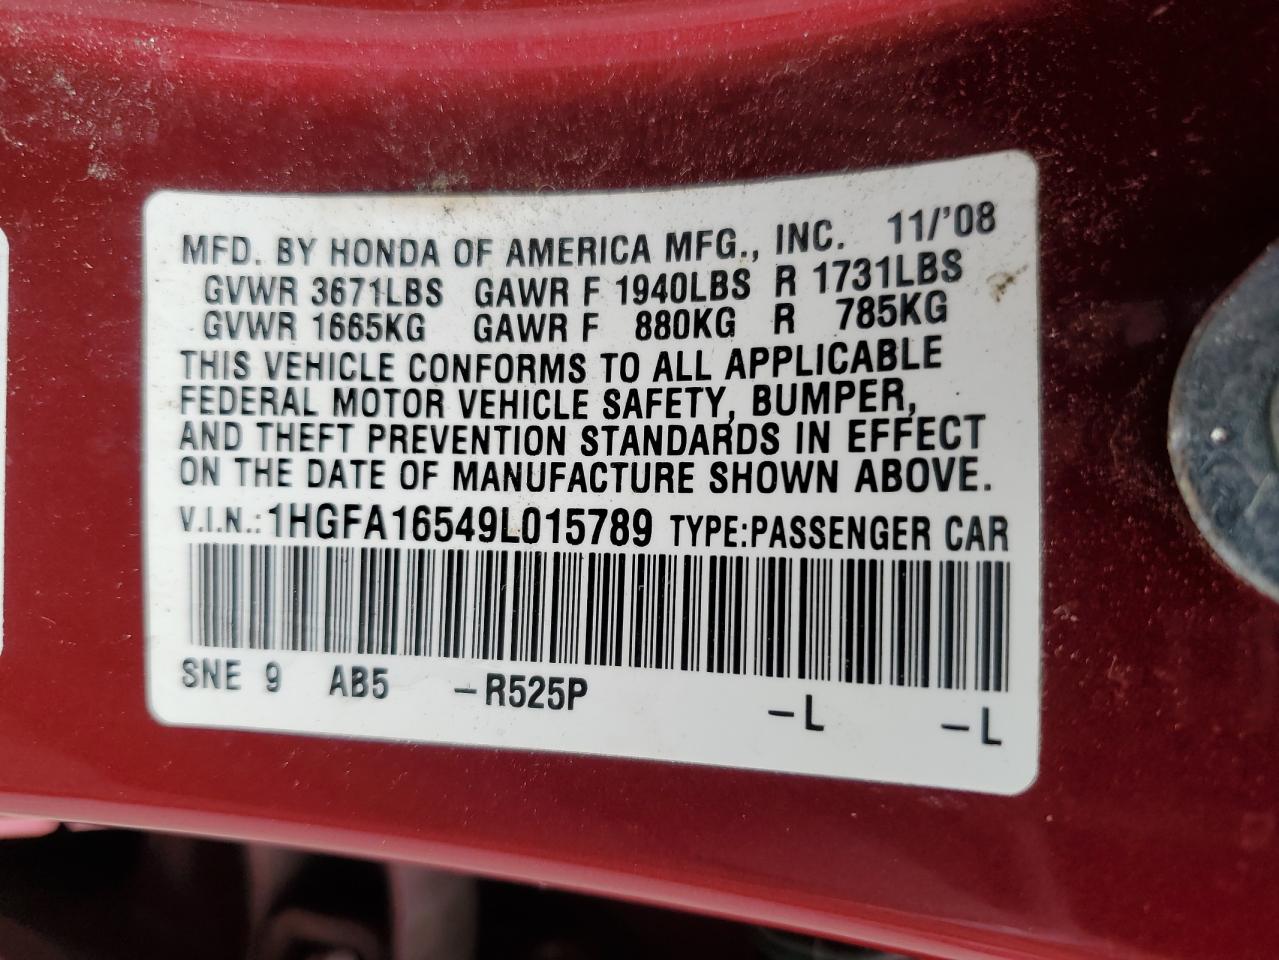 MFD. BY HONDA OF AMERICA MFG., INC. 11/'08
GVWR 3671LBS GAWR F 1940LBS R 1731LBS
GVWR 1665KG GAWR F 880KG R 785KG
THIS VEHICLE CONFORMS TO ALL APPLICABLE
FEDERAL MOTOR VEHICLE SAFETY, BUMPER,
AND THEFT PREVENTION STANDARDS IN EFFECT
ON THE DATE OF MANUFACTURE SHOWN ABOVE.
V.I.N.: 1HGFA16549L015789 TYPE:PASSENGER CAR
SNE 9 AB5 –R525P –L –L